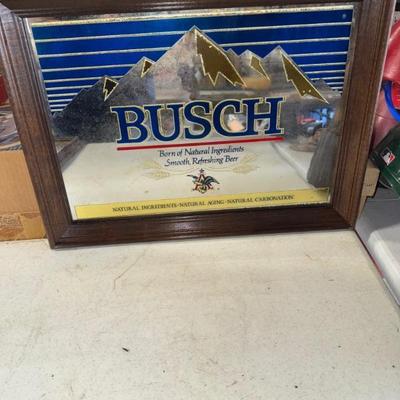 BUSCH
Born of Natural Ingredients
Smooth, Refreshing Beer
NATURAL INGREDIENTS · NATURAL AGING · NATURAL CARBONATION